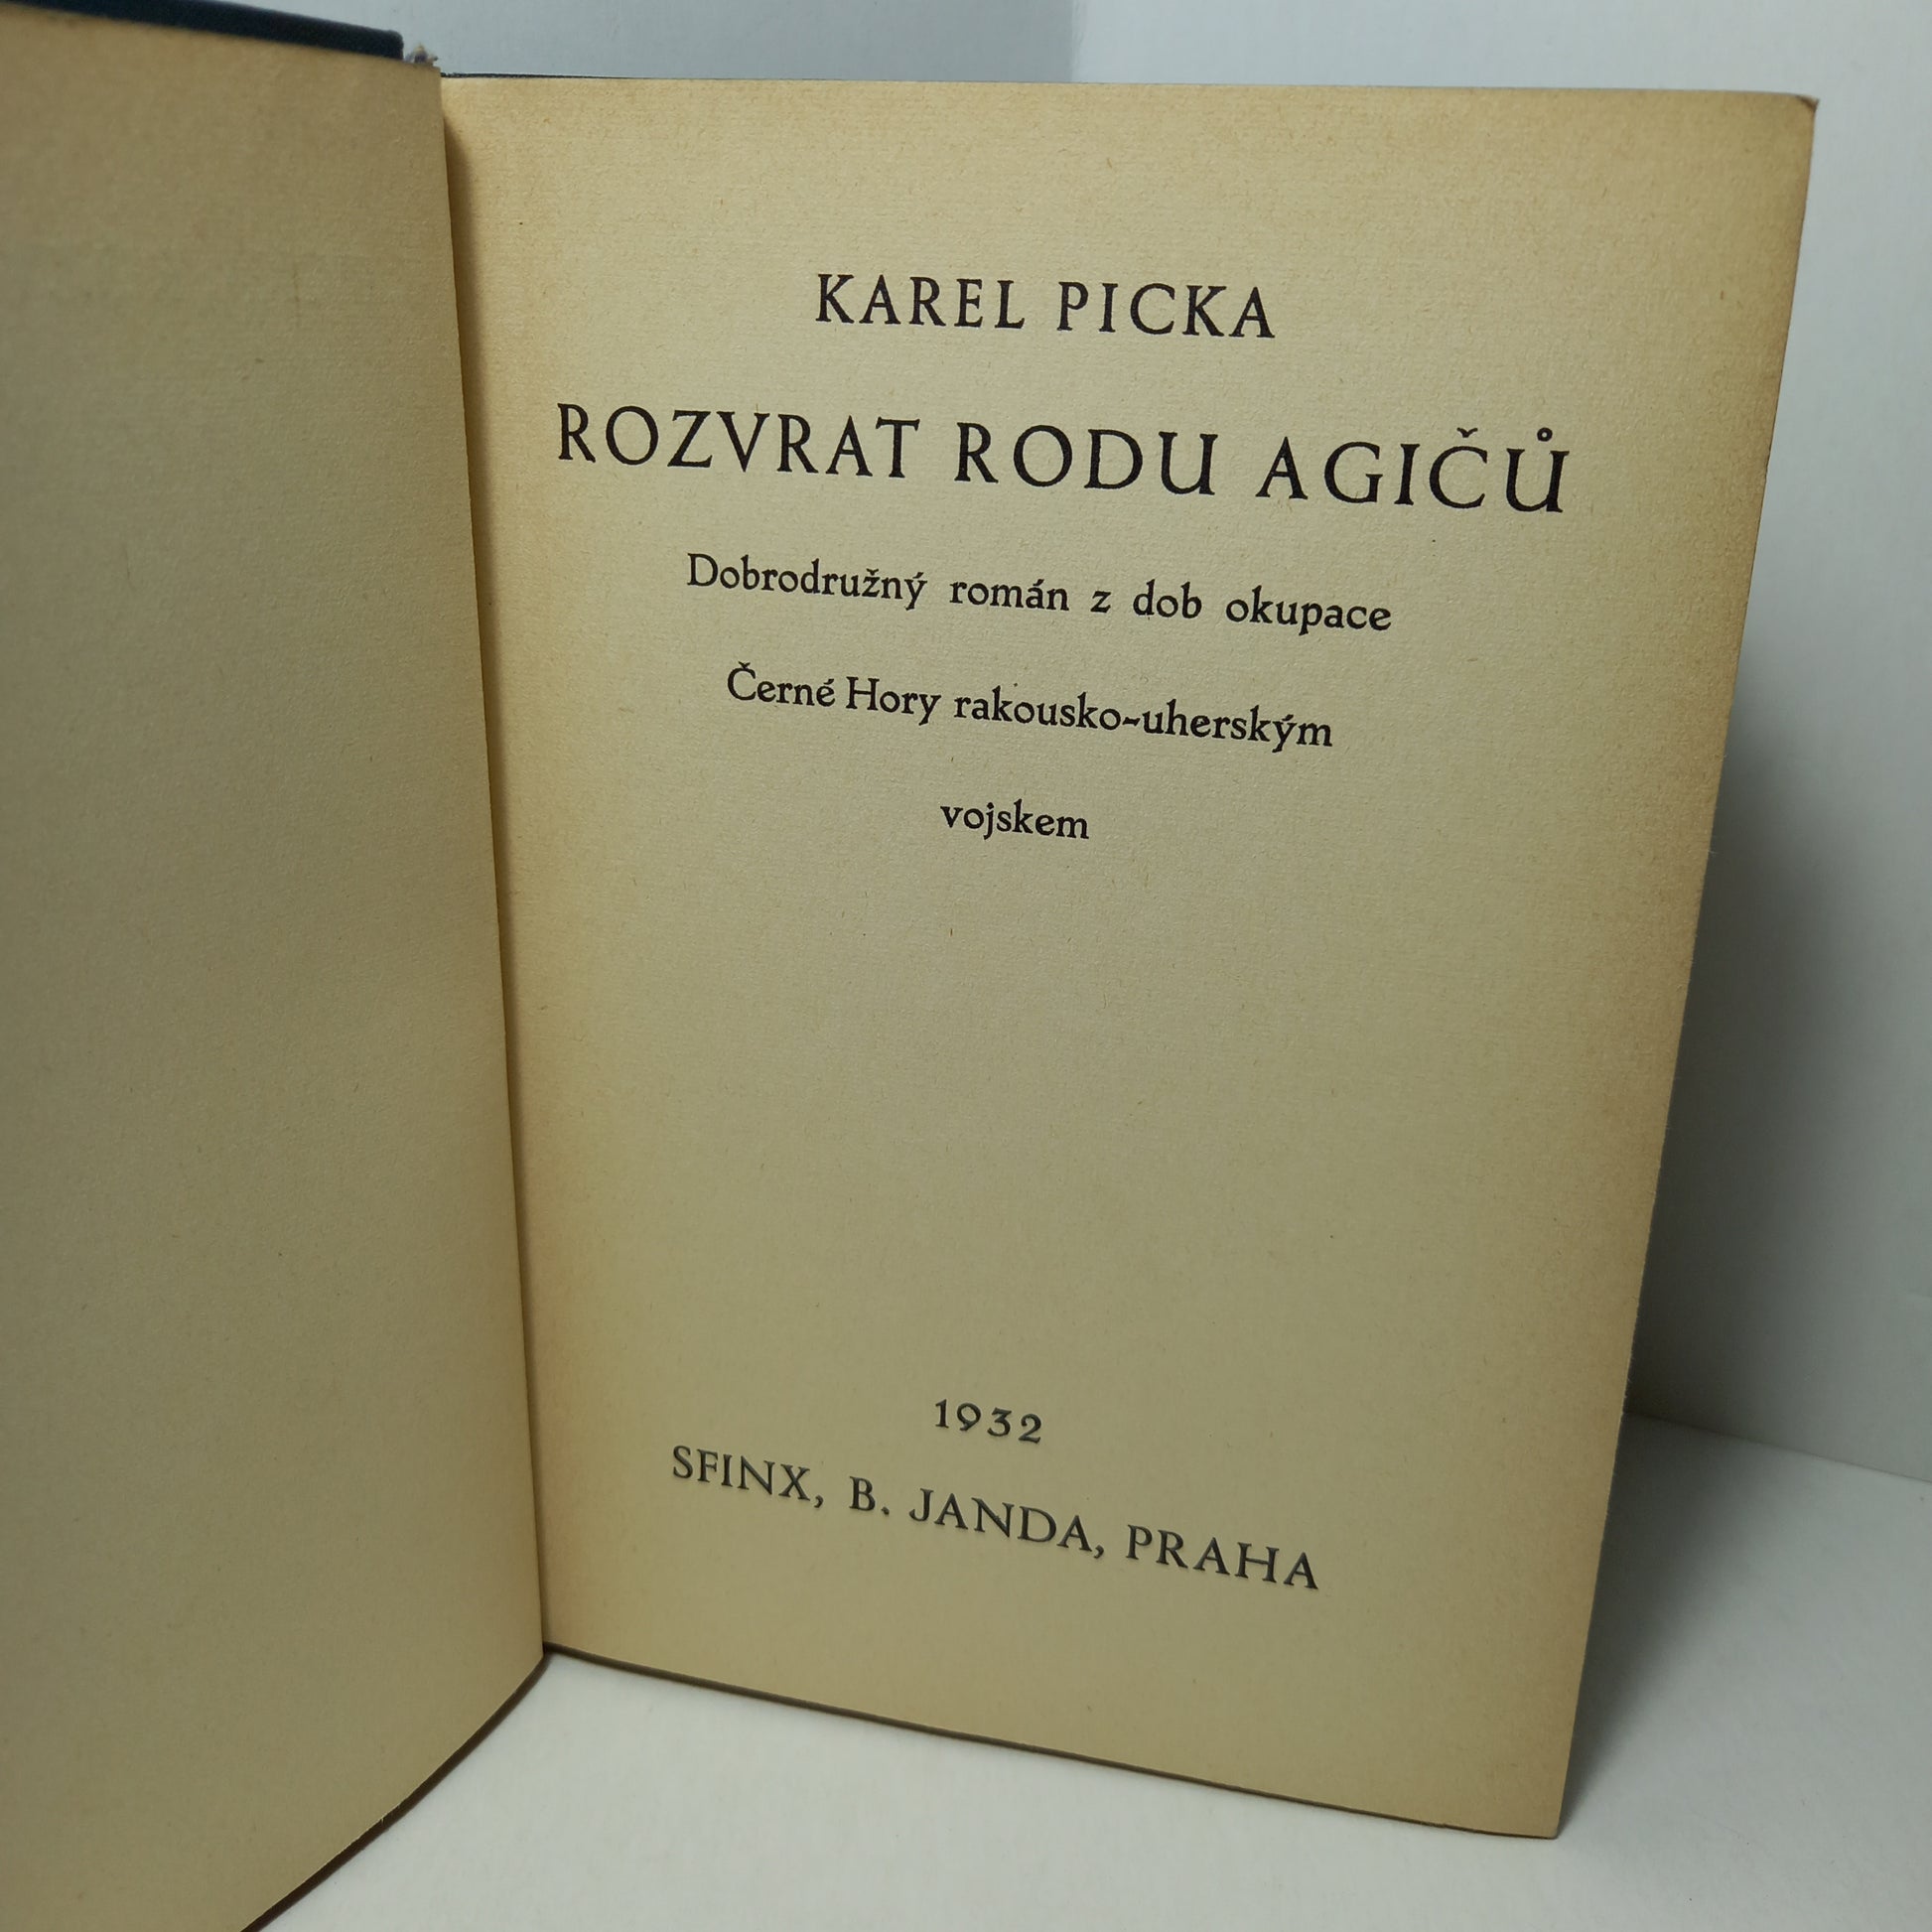 KAREL PICKA
ROZVRAT RODU AGIČŮ
Dobrodružný román z dob okupace
Černé Hory rakousko-uherským
vojskem
1932
SFINX, B. JANDA, PRAHA